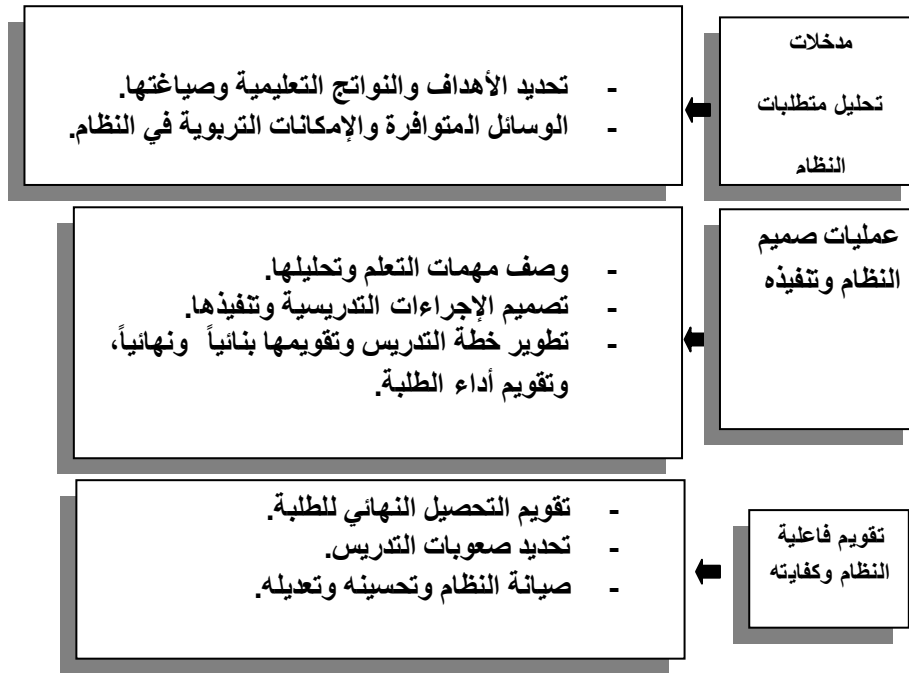 مدخلات
تحليل متطلبات
النظام
- تحديد الأهداف والنواتج التعليمية وصياغتها.
- الوسائل المتوافرة والإمكانات التربوية في النظام.
عمليات صميم
النظام وتنفيذه
- وصف مهمات التعلم وتحليلها.
- تصميم الإجراءات التدريسية وتنفيذها.
- تطوير خطة التدريس وتقويمها بنائياً ونهائياً،
وتقويم أداء الطلبة.
تقويم فاعلية
النظام وكفايته
- تقويم التحصيل النهائي للطلبة.
- تحديد صعوبات التدريس.
- صيانة النظام وتحسينه وتعديله.